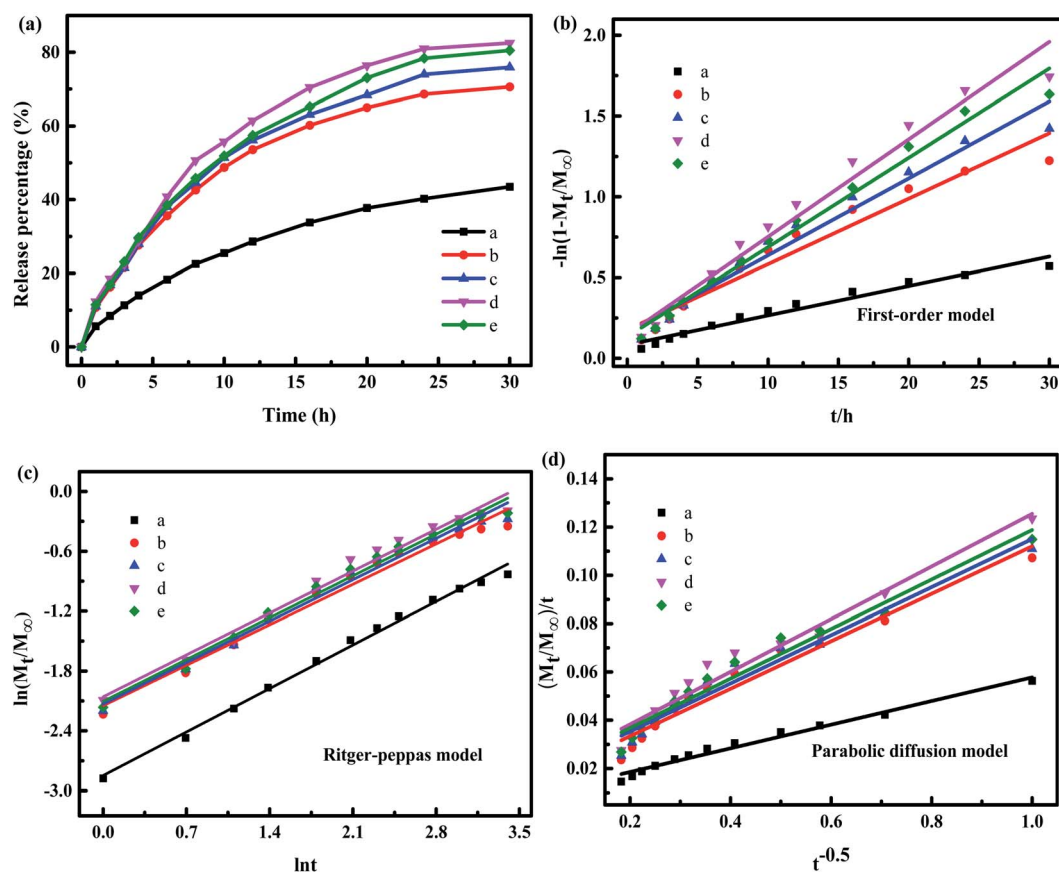 (a)
Release percentage (%)
80
60
40
20
0
a
b
c
d
e
0 5 10 15 20 25 30
Time (h)
(b)
-ln(1-Mt/M∞)
-2.0
1.5
1.0
0.5
0.0
a
b
c
d
e
First-order model
0 5 10 15 20 25 30
t/h
(c)
ln(Mt/M∞)
0.0
-0.6
-1.2
-1.8
-2.4
-3.0
a
b
c
d
e
Ritger-peppas model
0.0 0.7 1.4 2.1 2.8 3.5
lnt
(d)
(Mt/M∞)/t
0.14
0.12
0.10
0.08
0.06
0.04
0.02
a
b
c
d
e
Parabolic diffusion model
0.2 0.4 0.6 0.8 1.0
t-0.5